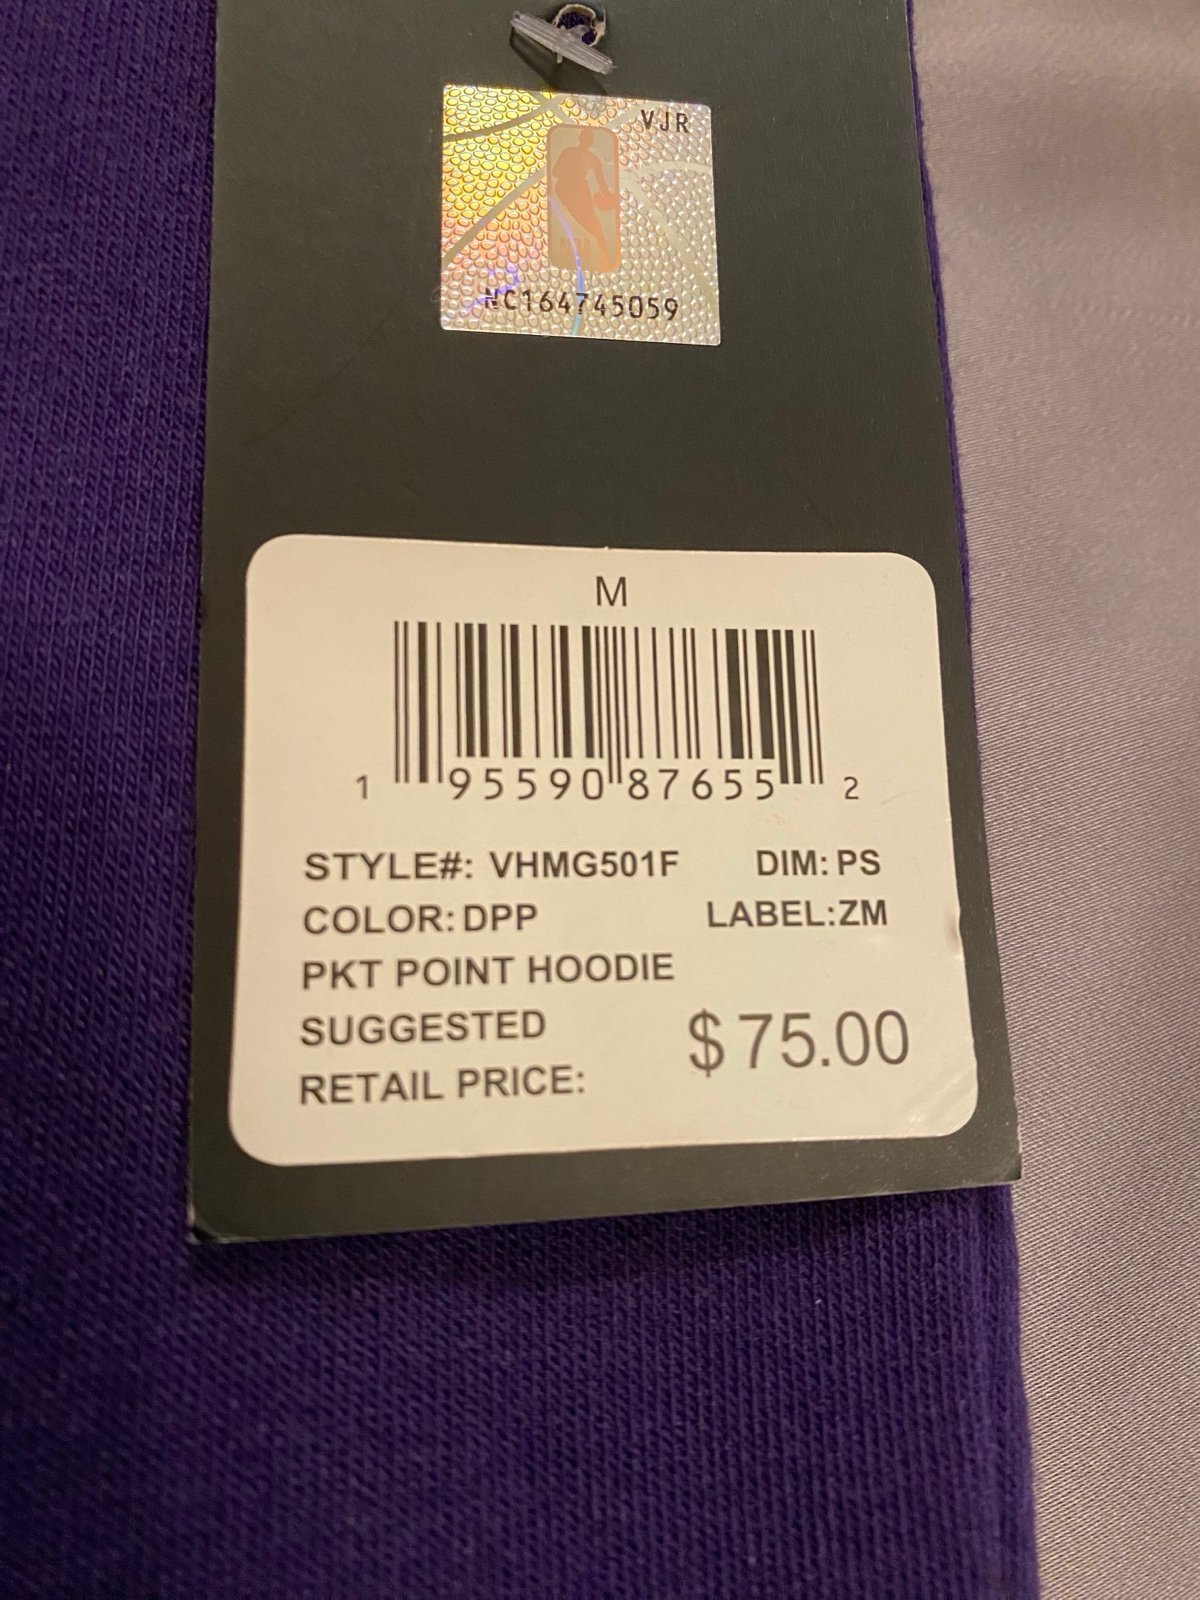 VJR
NBA
NC164745059
M
1 95590 87655 2
STYLE#: VHMG501F DIM: PS
COLOR: DPP LABEL:ZM
PKT POINT HOODIE
SUGGESTED
RETAIL PRICE: $75.00